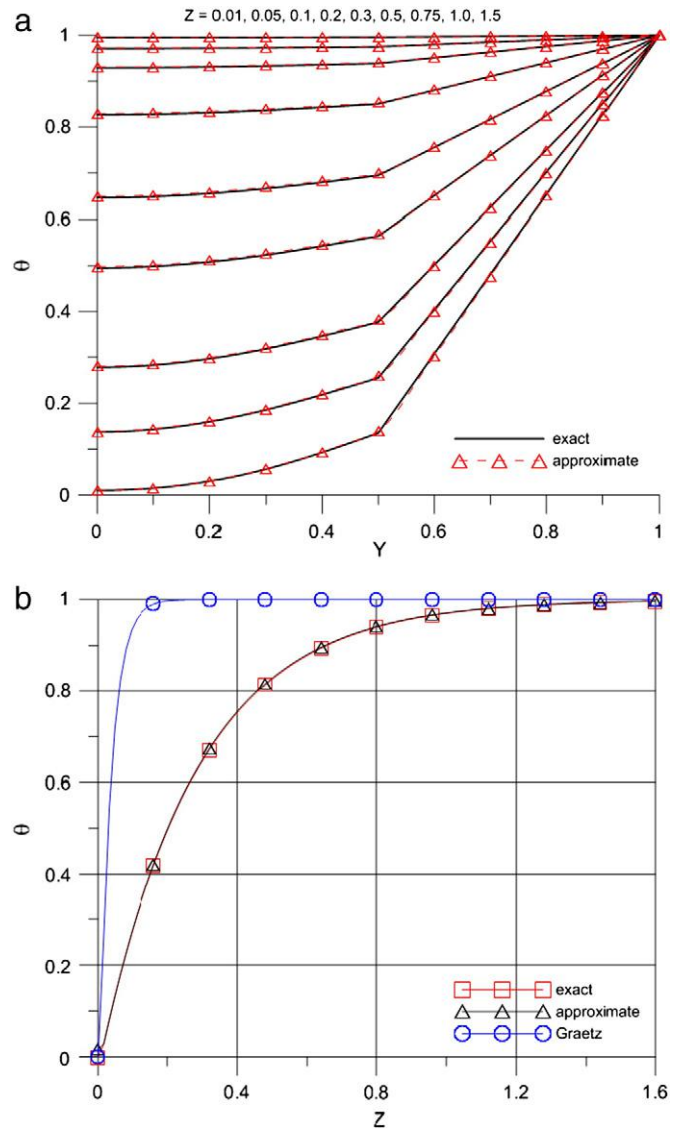 a
Z = 0.01, 0.05, 0.1, 0.2, 0.3, 0.5, 0.75, 1.0, 1.5
1
0.8
0.6
θ
0.4
0.2
0
exact
approximate
0 0.2 0.4 0.6 0.8 1
Y
b
1
0.8
0.6
θ
0.4
0.2
0
exact
approximate
Graetz
0 0.4 0.8 1.2 1.6
Z